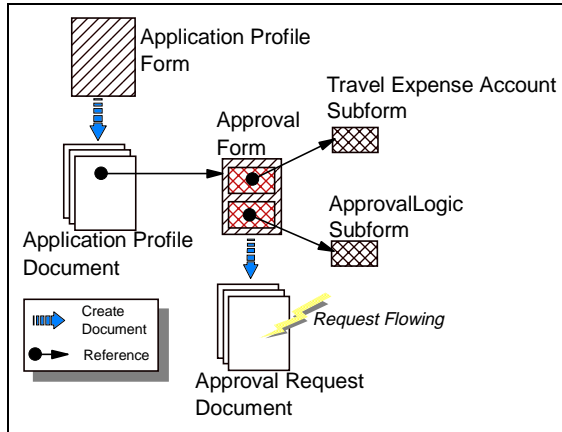 Application Profile
Form
Travel Expense Account
Subform
Approval
Form
Application Profile
Document
ApprovalLogic
Subform
Create
Document
Reference
Request Flowing
Approval Request
Document